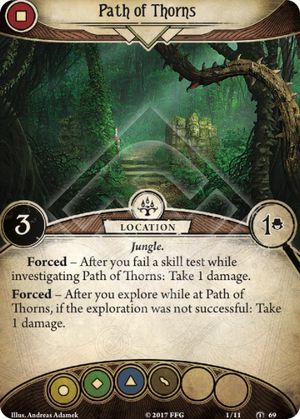 Path of Thorns
3
LOCATION
1
Jungle.
Forced – After you fail a skill test while
investigating Path of Thorns: Take 1 damage.
Forced – After you explore while at Path of
Thorns, if the exploration was not successful: Take
1 damage.
Illus. Andreas Adamek
© 2017 FFG
1/11
69